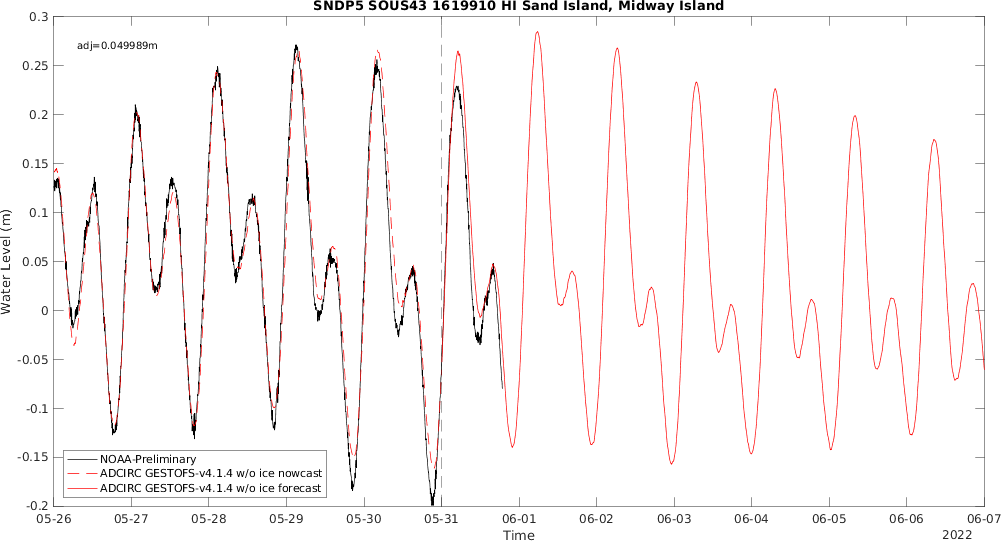 SNDP5 SOUS43 1619910 HI Sand Island, Midway Island
adj=0.049989m
0.3
0.25
0.2
0.15
0.1
0.05
0
-0.05
-0.1
-0.15
-0.2
Water Level (m)
NOAA-Preliminary
ADCIRC GESTOFS-v4.1.4 w/o ice nowcast
ADCIRC GESTOFS-v4.1.4 w/o ice forecast
05-26 05-27 05-28 05-29 05-30 05-31 06-01 06-02 06-03 06-04 06-05 06-06 06-07
Time
2022